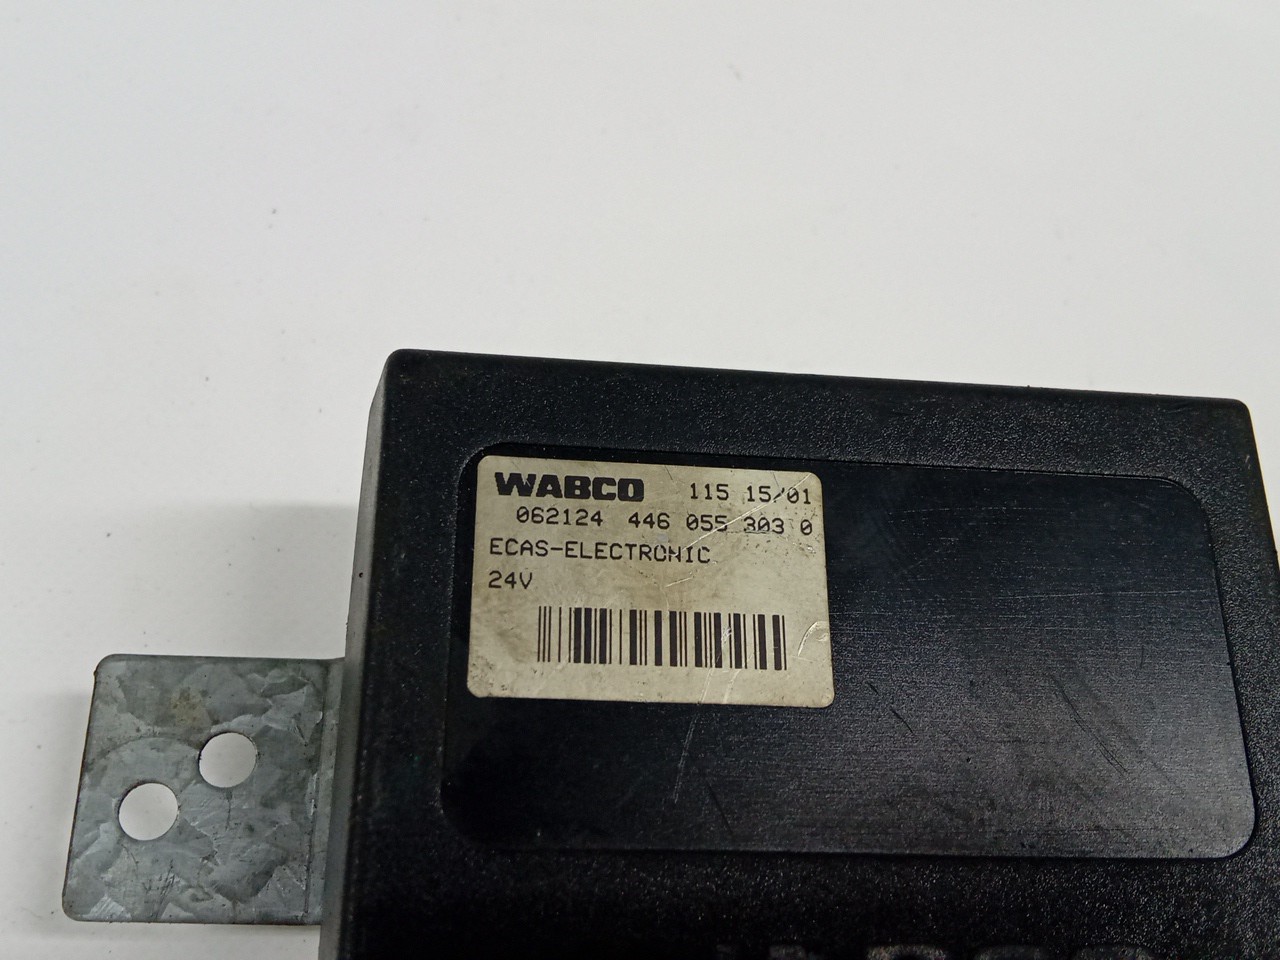 WABCO 115 15/01
062124 446 055 303 0
ECAS-ELECTRONIC
24V